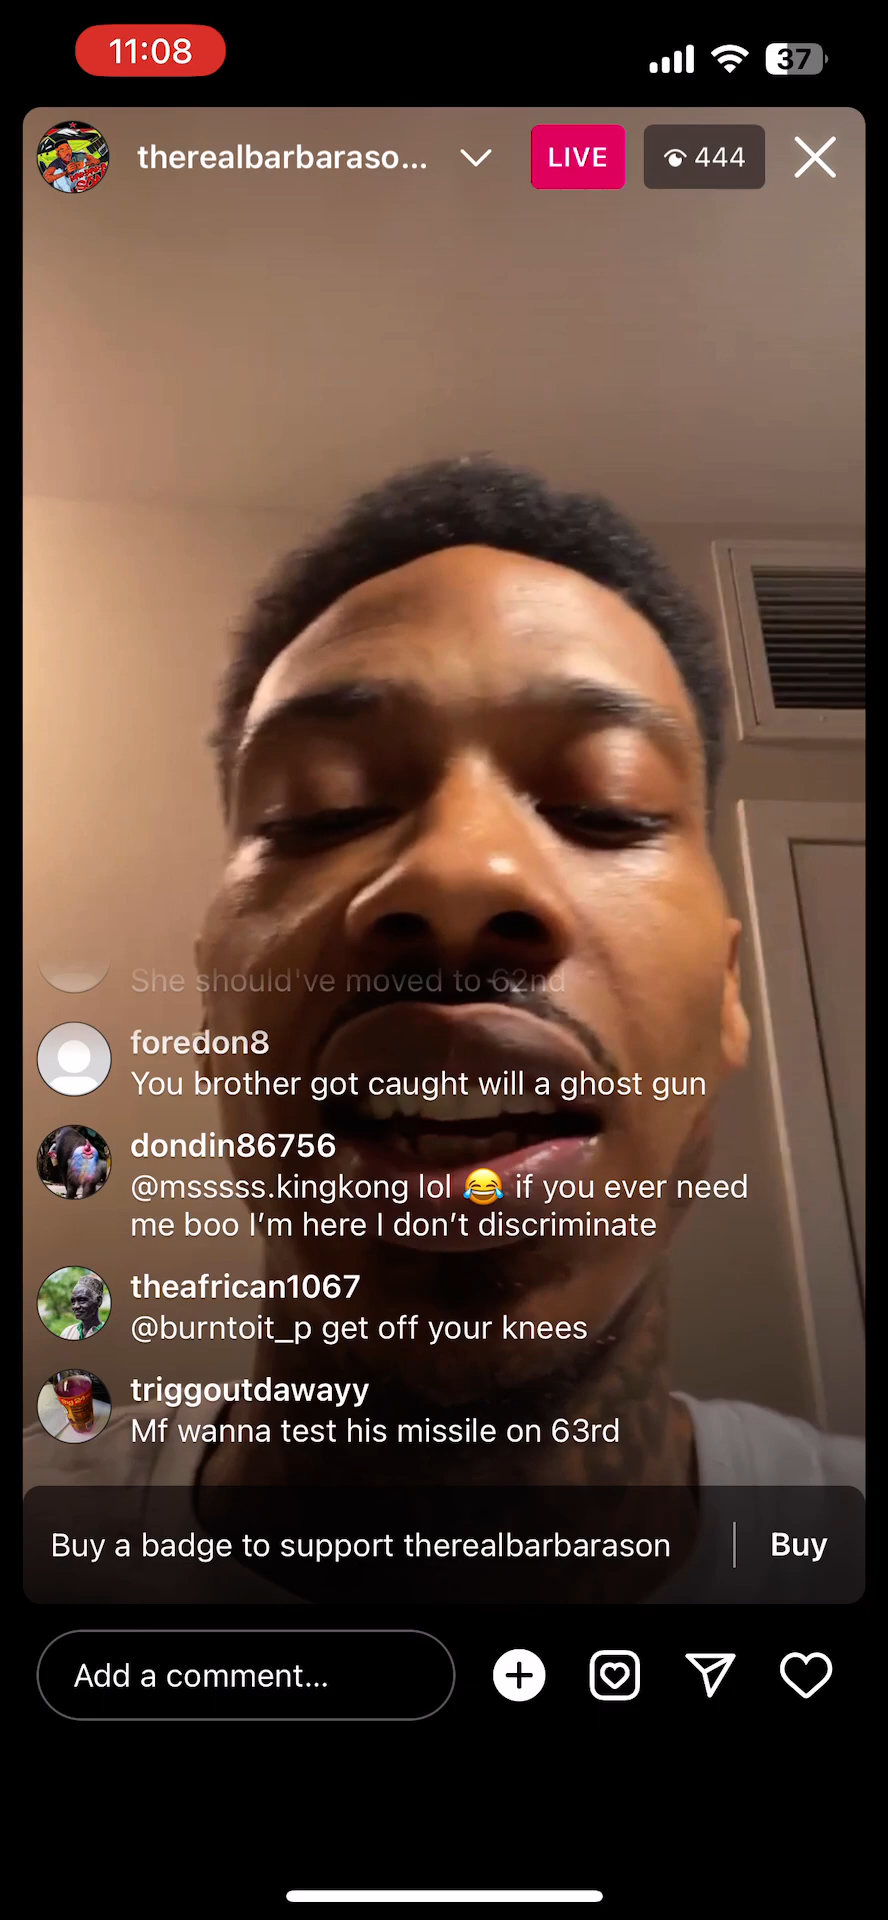 11:08
37
therealbarbaraso...
LIVE
444
She should've moved to 62nd
foredon8
You brother got caught will a ghost gun
dondin86756
@msssss.kingkong lol 😂 if you ever need
me boo I’m here I don’t discriminate
theafrican1067
@burntoit_p get off your knees
triggoutdawayy
Mf wanna test his missile on 63rd
Buy a badge to support therealbarbarason
Buy
Add a comment...